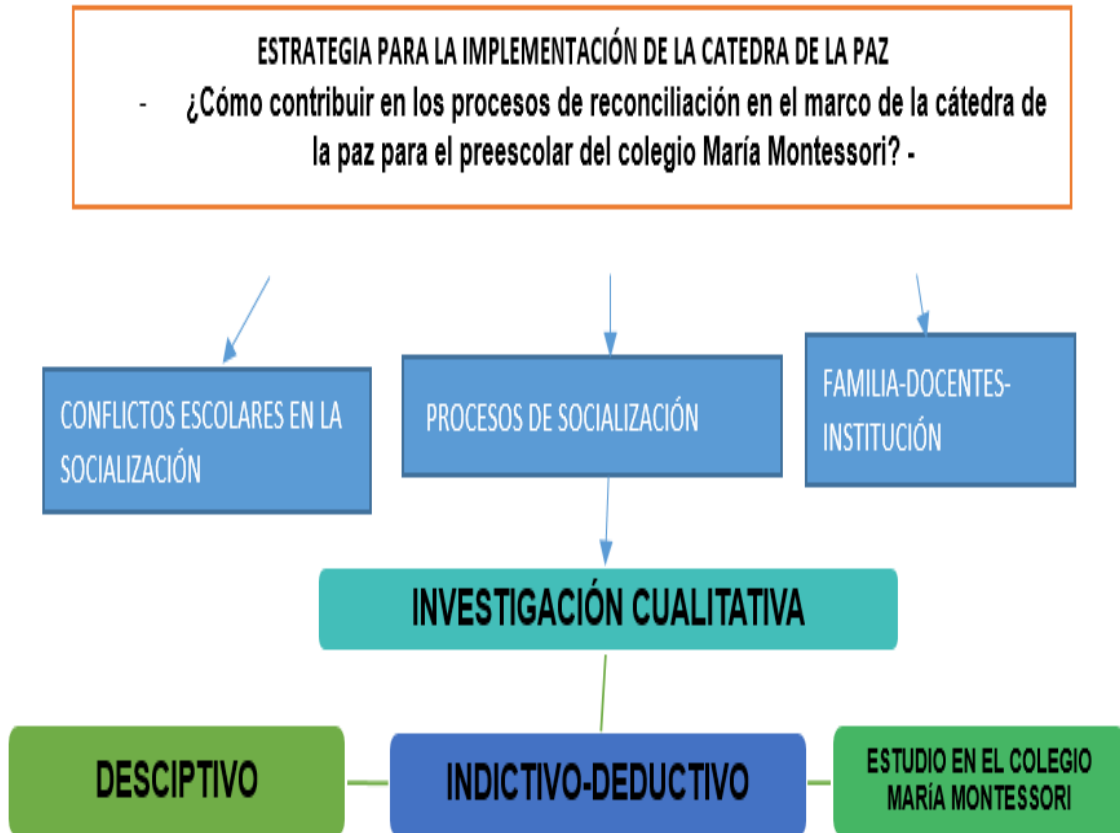 ESTRATEGIA PARA LA IMPLEMENTACIÓN DE LA CATEDRA DE LA PAZ
- ¿Cómo contribuir en los procesos de reconciliación en el marco de la cátedra de
la paz para el preescolar del colegio María Montessori? -
CONFLICTOS ESCOLARES EN LA
SOCIALIZACIÓN
PROCESOS DE SOCIALIZACIÓN
FAMILIA-DOCENTES-
INSTITUCIÓN
INVESTIGACIÓN CUALITATIVA
DESCIPTIVO
INDICTIVO-DEDUCTIVO
ESTUDIO EN EL COLEGIO
MARÍA MONTESSORI